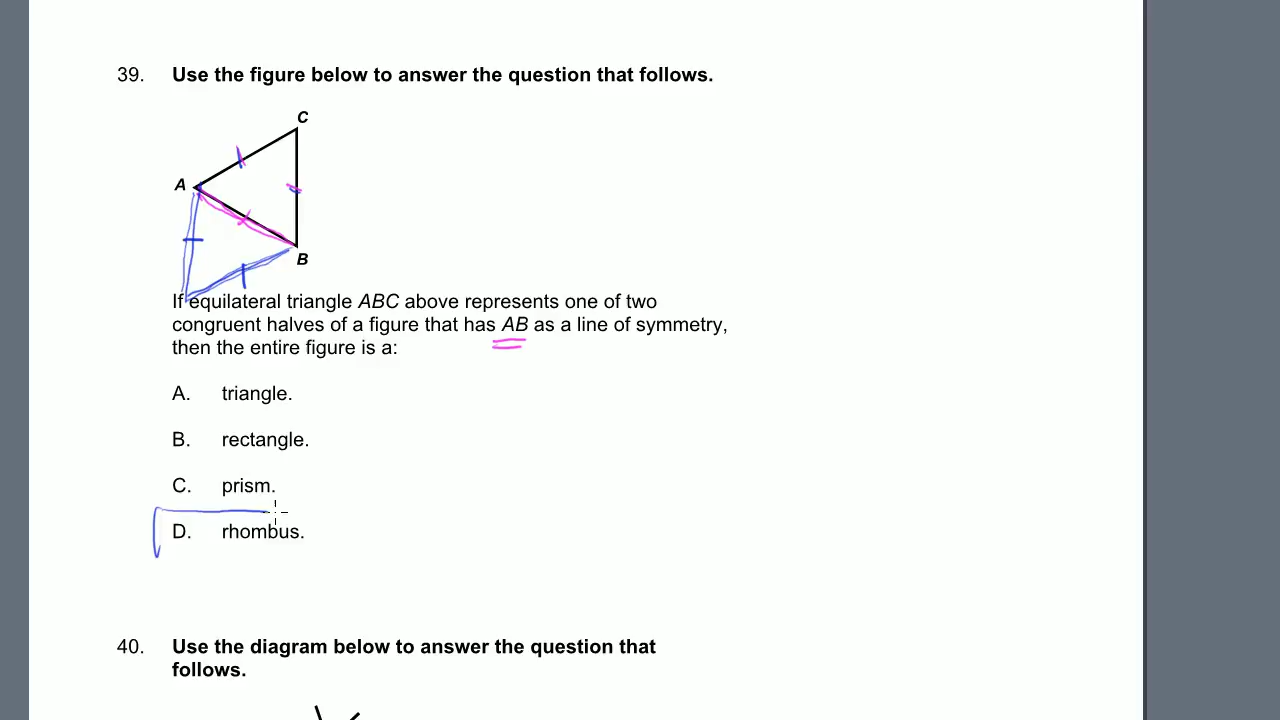 39. Use the figure below to answer the question that follows.
C
A
B
If equilateral triangle ABC above represents one of two
congruent halves of a figure that has AB as a line of symmetry,
then the entire figure is a:
A. triangle.
B. rectangle.
C. prism.
D. rhombus.
40. Use the diagram below to answer the question that
follows.